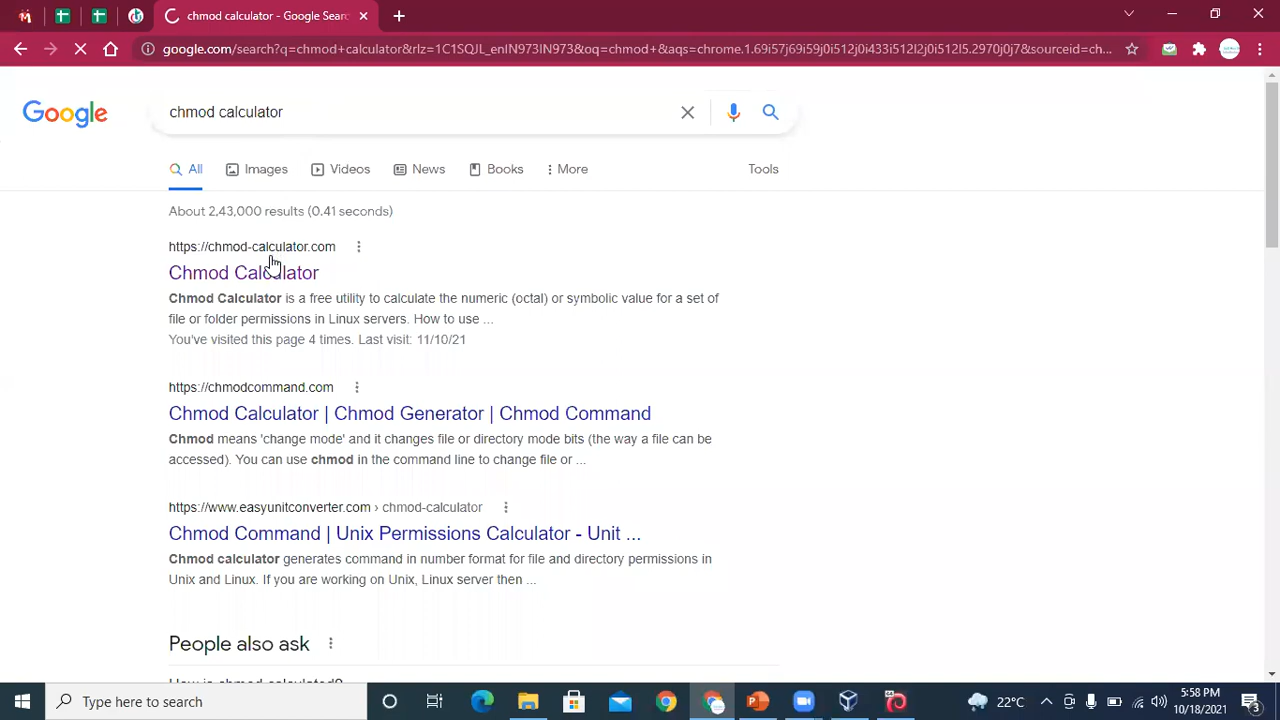 chmod calculator - Google Sear
google.com/search?q=chmod+calculator&rlz=1C1SQJL_enIN973IN973&oq=chmod+&aqs=chrome.1.69i57j69i59j0i512j0i433i512l2j0i512l5.2970j0j7&sourceid=ch...
Google
chmod calculator
All Images Videos News Books More Tools
About 2,43,000 results (0.41 seconds)
https://chmod-calculator.com
Chmod Calculator
Chmod Calculator is a free utility to calculate the numeric (octal) or symbolic value for a set of
file or folder permissions in Linux servers. How to use ...
You've visited this page 4 times. Last visit: 11/10/21
https://chmodcommand.com
Chmod Calculator | Chmod Generator | Chmod Command
Chmod means 'change mode' and it changes file or directory mode bits (the way a file can be
accessed). You can use chmod in the command line to change file or ...
https://www.easyunitconverter.com › chmod-calculator
Chmod Command | Unix Permissions Calculator - Unit ...
Chmod calculator generates command in number format for file and directory permissions in
Unix and Linux. If you are working on Unix, Linux server then ...
People also ask
How is chmod calculated?
Type here to search
22°C
5:58 PM
10/18/2021
3